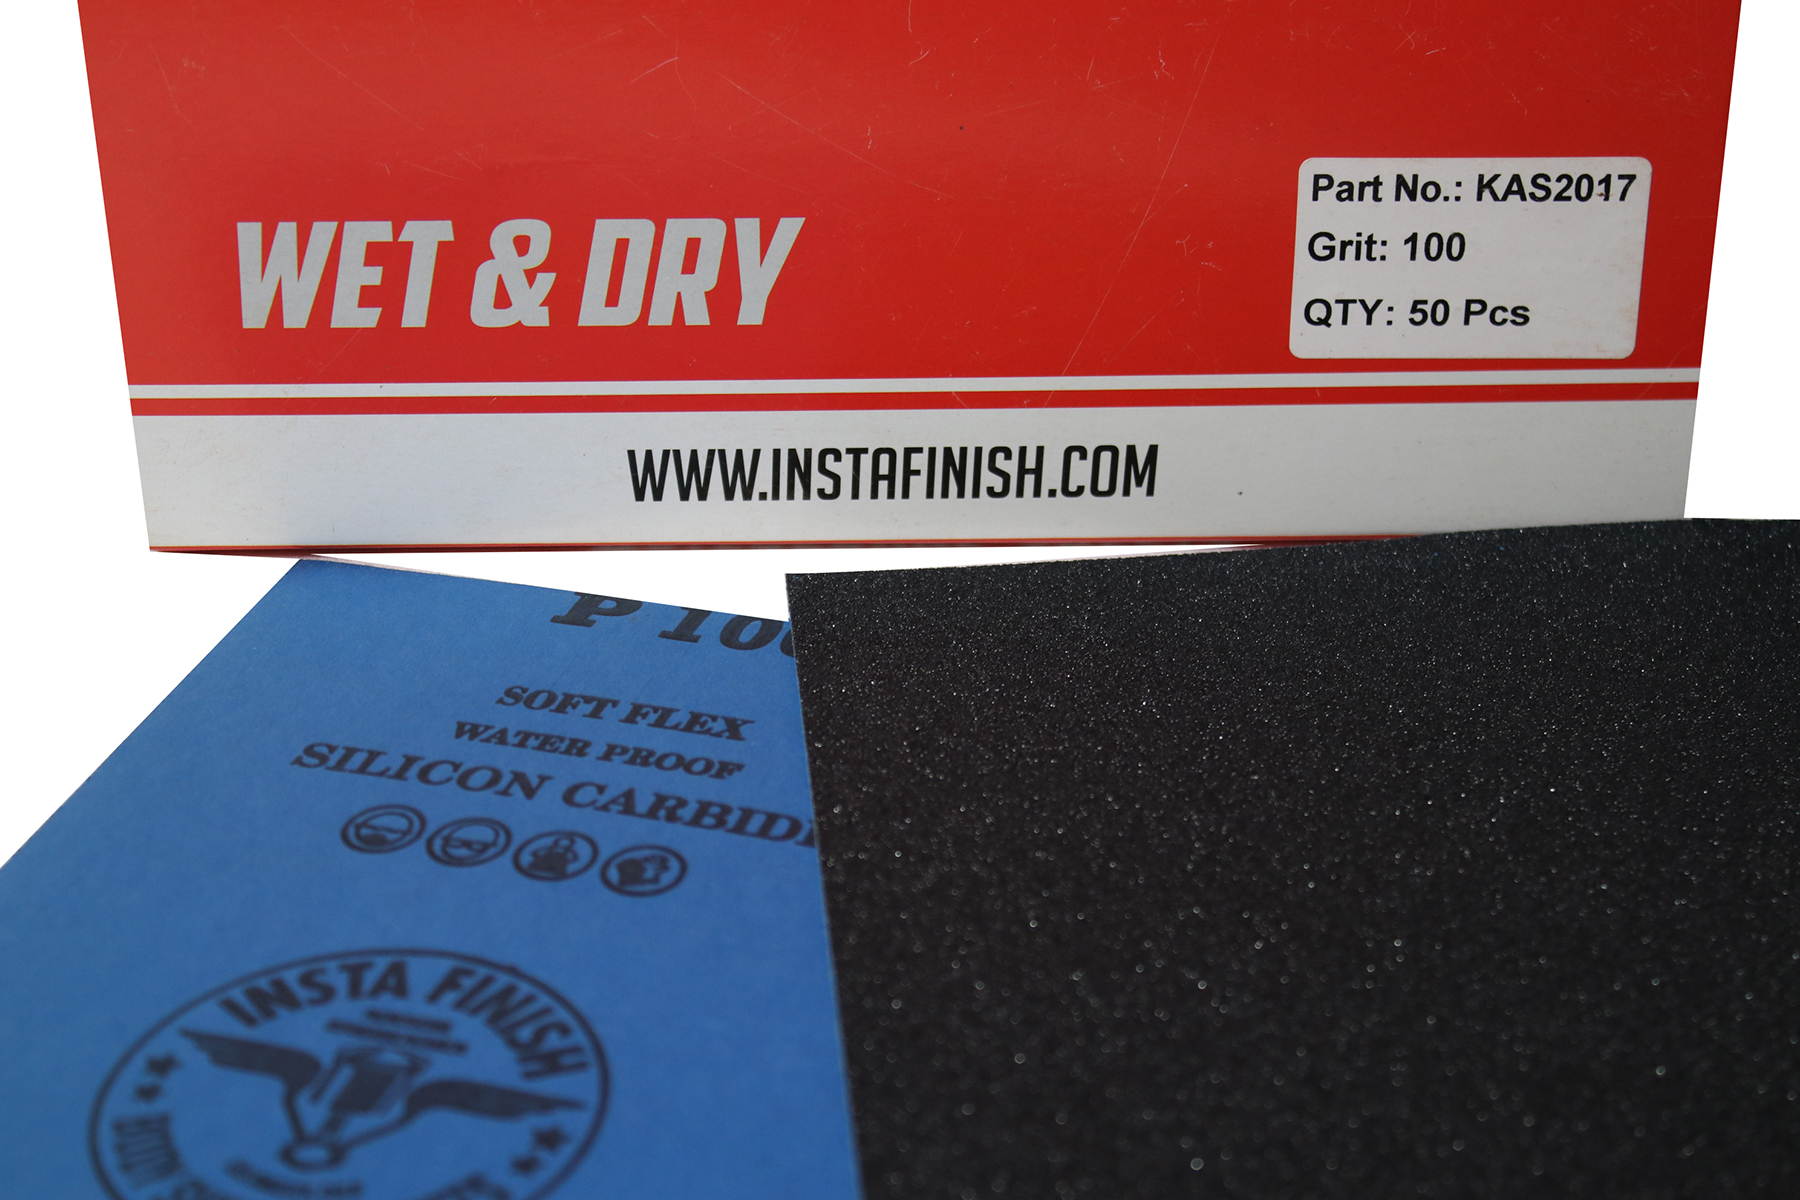 WET & DRY
Part No.: KAS2017
Grit: 100
QTY: 50 Pcs
WWW.INSTAFINISH.COM
P 100
SOFT FLEX
WATER PROOF
SILICON CARBIDE
INSTA FINISH